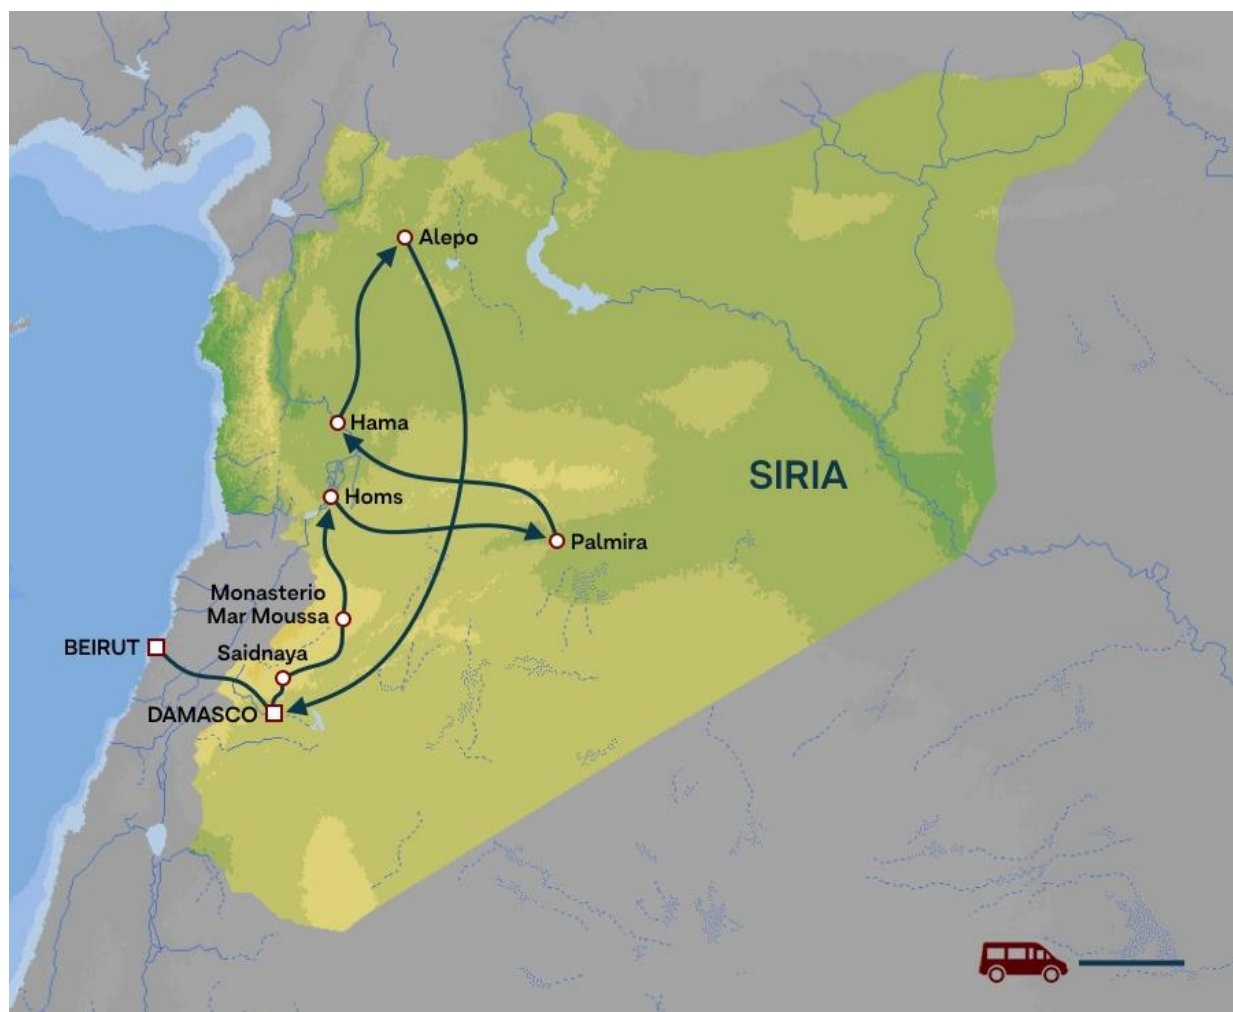 Alepo
Hama
SIRIA
Homs
Palmira
Monasterio
Mar Moussa
BEIRUT
Saidnaya
DAMASCO